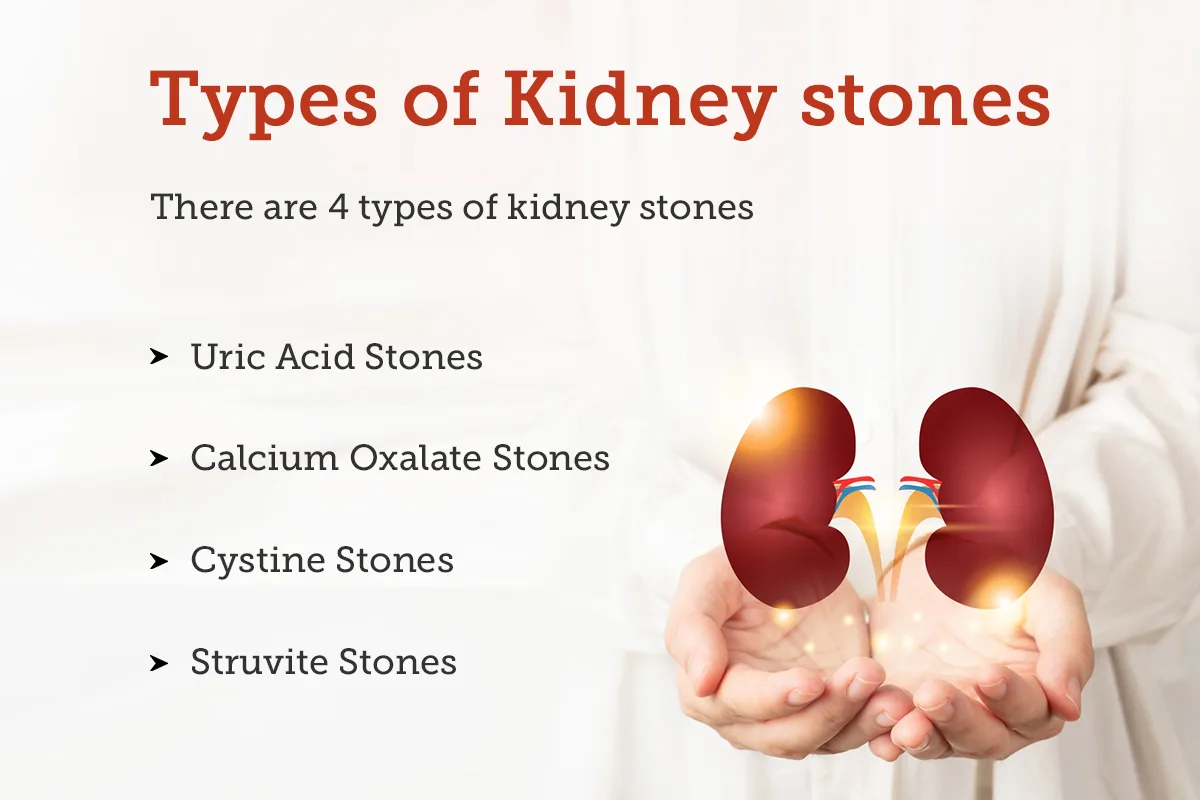 Types of Kidney stones
There are 4 types of kidney stones
Uric Acid Stones
Calcium Oxalate Stones
Cystine Stones
Struvite Stones